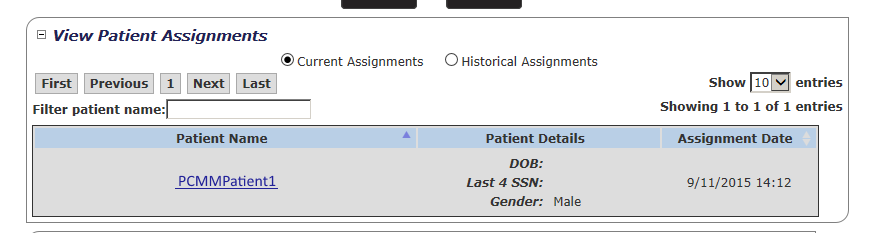 View Patient Assignments
Current Assignments Historical Assignments
First Previous 1 Next Last Show 10 entries
Filter patient name: Showing 1 to 1 of 1 entries
Patient Name Patient Details Assignment Date
DOB:
PCMMPatient1 Last 4 SSN: 9/11/2015 14:12
Gender: Male